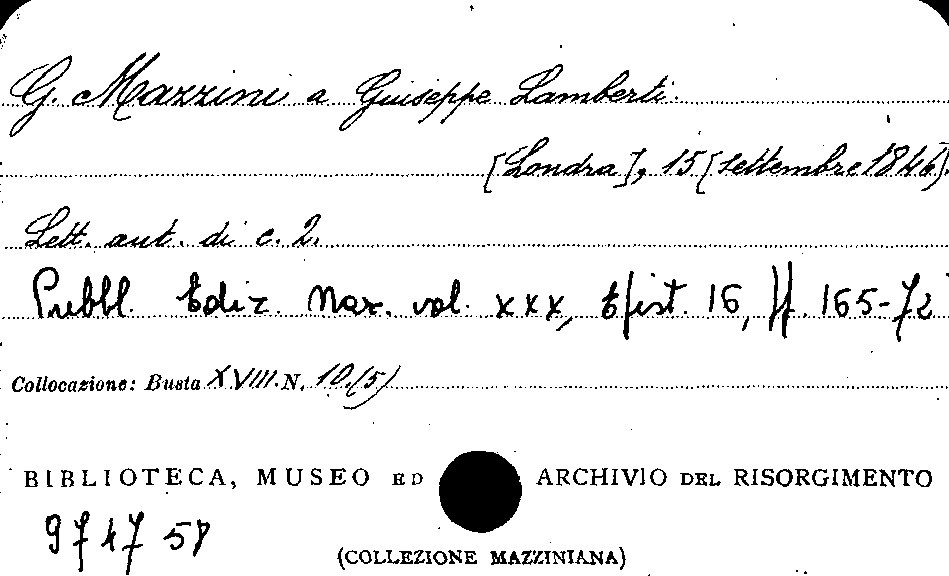 G. Mazzini a Giuseppe Lamberti.
[Londra], 15 [settembre 1846].
Lett. aut. di c. 2.
Pubbl. Ediz. Naz. vol. XXX, Epist. 16, pp. 165-72
Collocazione: Busta XVIII. N. 10.(5)
BIBLIOTECA, MUSEO ED ARCHIVIO DEL RISORGIMENTO
974758
(COLLEZIONE MAZZINIANA)